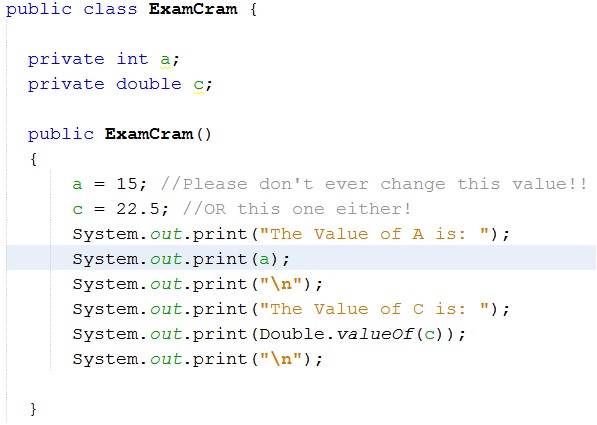 public class ExamCram {
private int a;
private double c;
public ExamCram()
{
a = 15; //Please don't ever change this value!!
c = 22.5; //OR this one either!
System.out.print("The Value of A is: ");
System.out.print(a);
System.out.print("\n");
System.out.print("The Value of C is: ");
System.out.print(Double.valueOf(c));
System.out.print("\n");
}